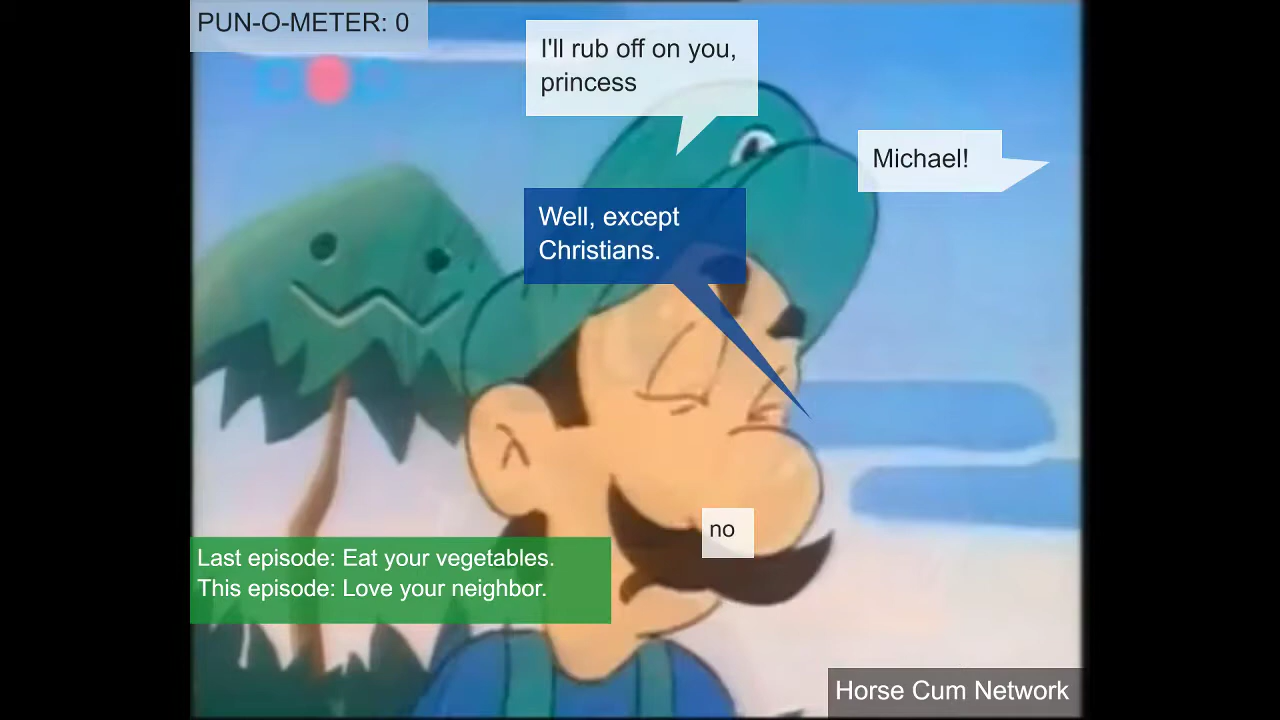 PUN-O-METER: 0
I'll rub off on you,
princess
Michael!
Well, except
Christians.
no
Last episode: Eat your vegetables.
This episode: Love your neighbor.
Horse Cum Network